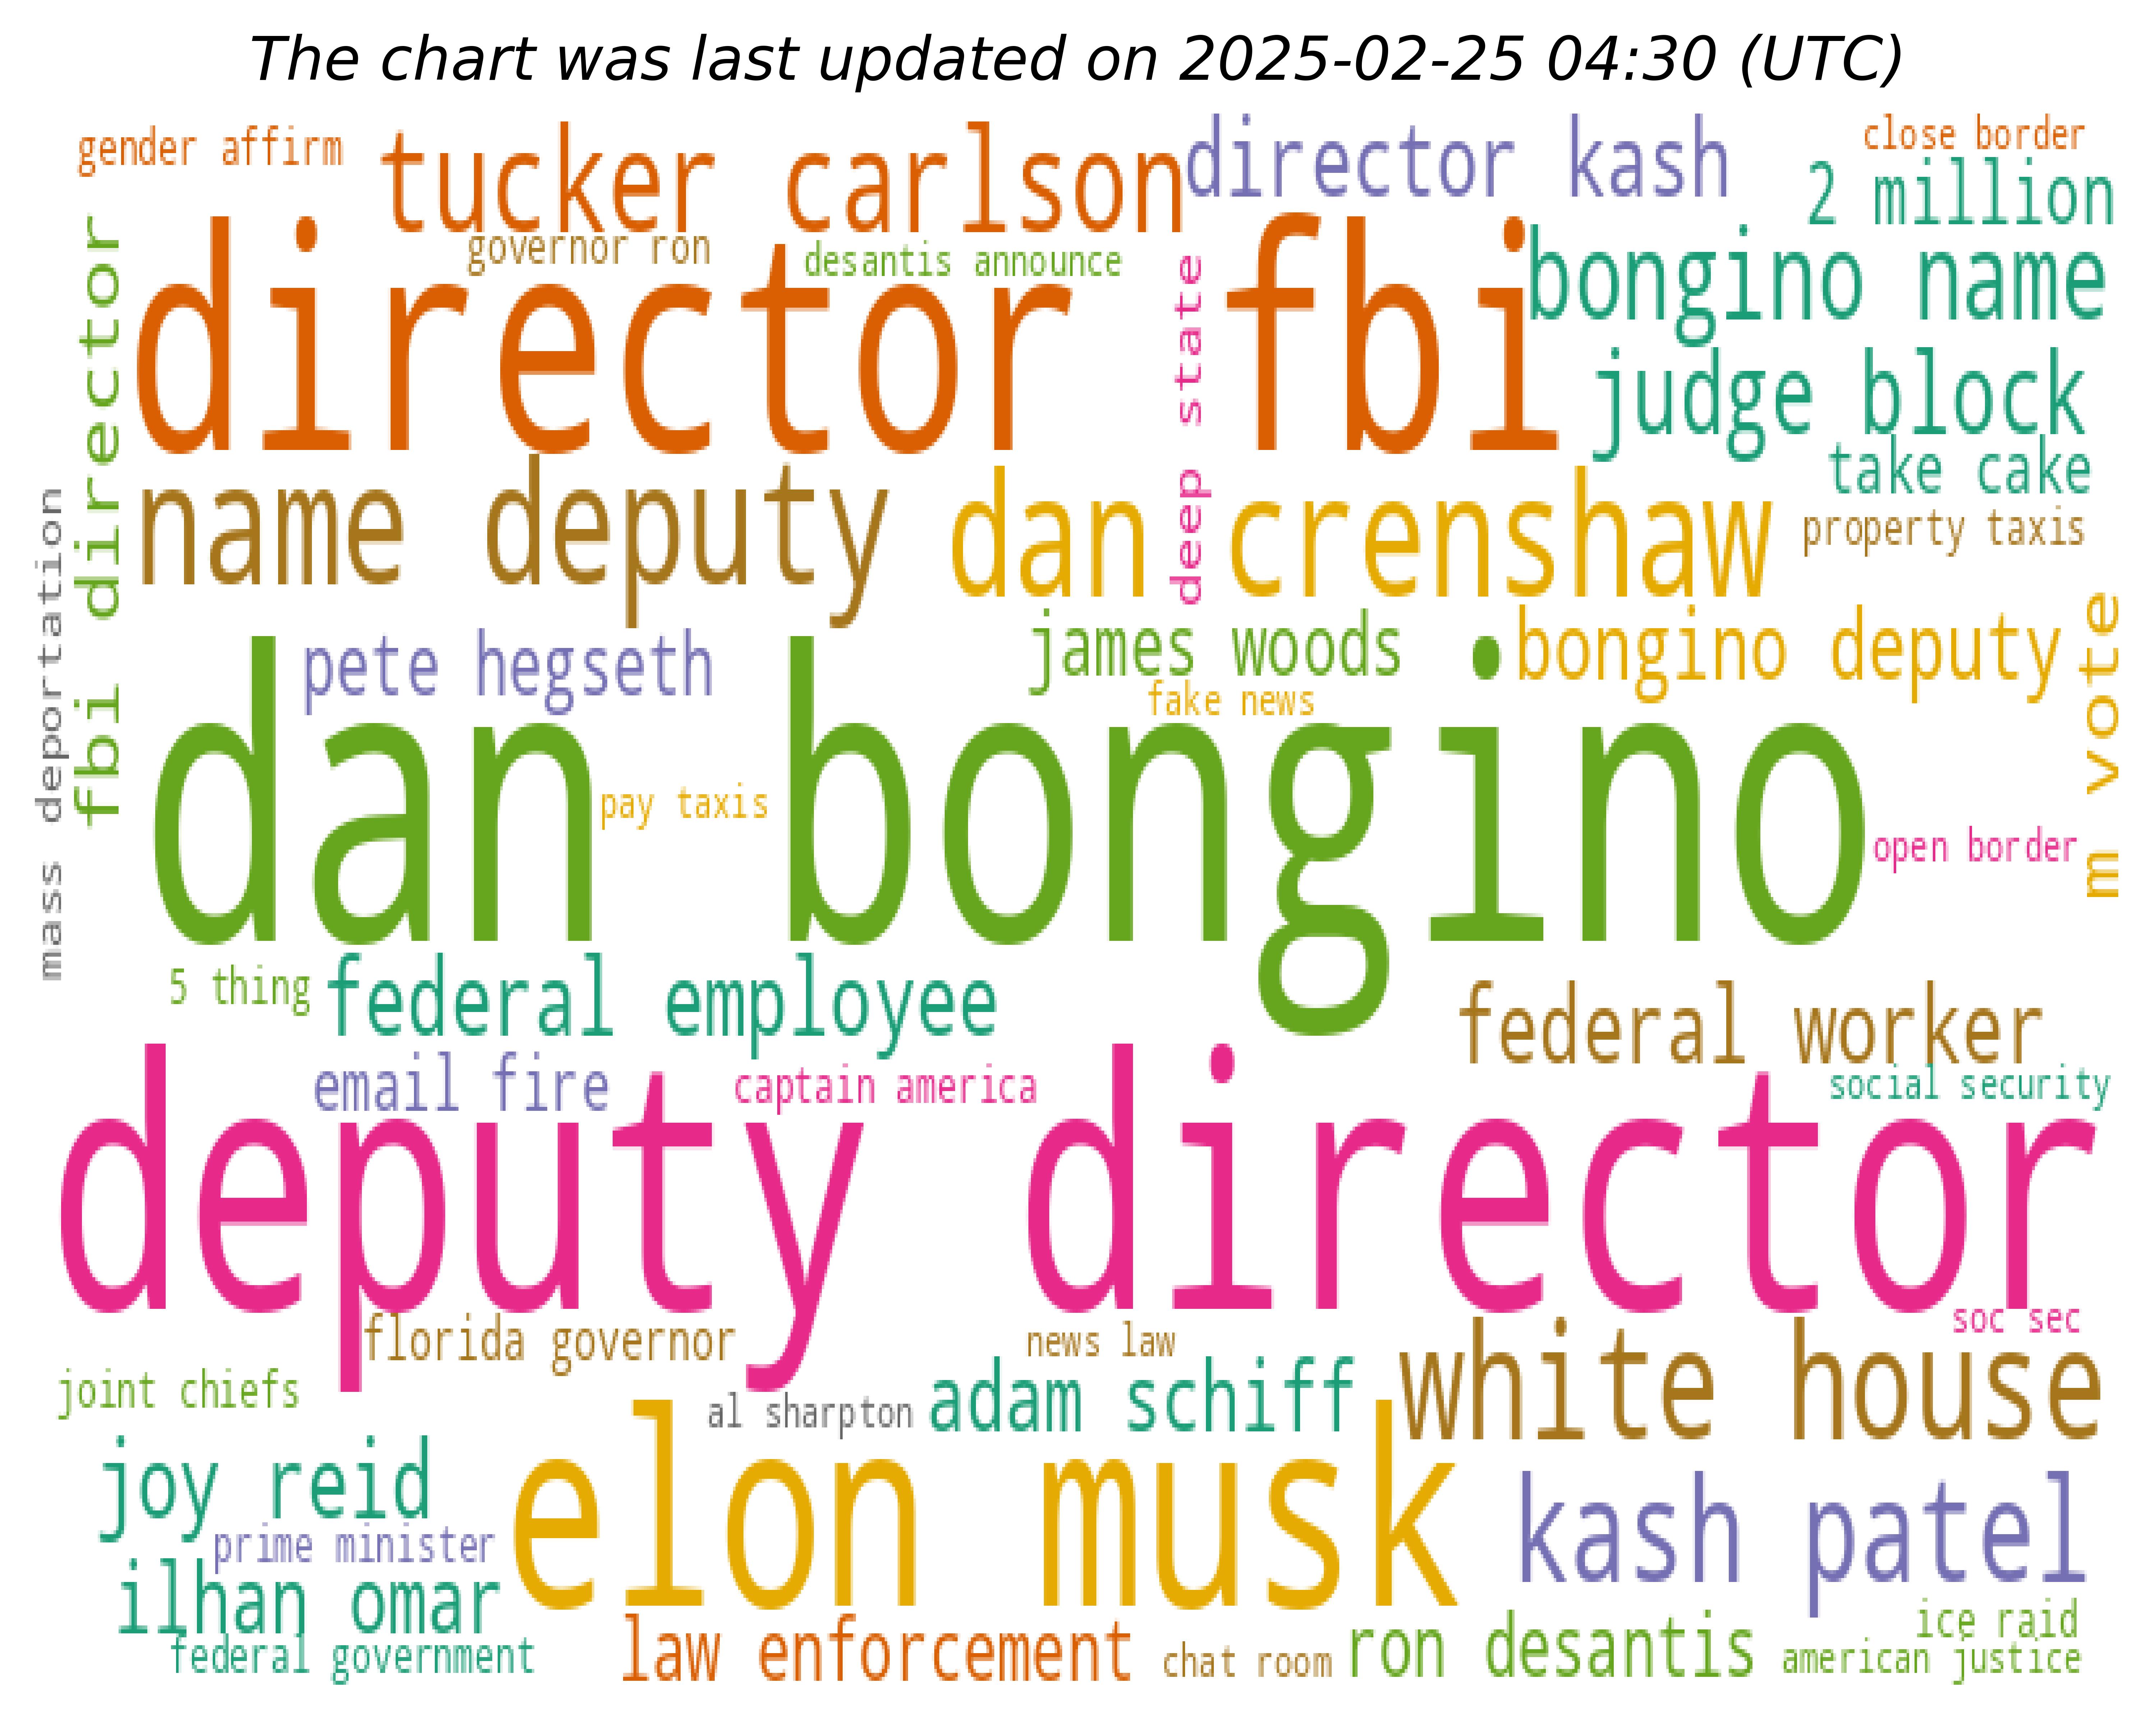 The chart was last updated on 2025-02-25 04:30 (UTC)
gender affirm
tucker carlson
director kash
close border
2 million
governor ron
desantis announce
director fbi
bongino name
fbi director
deep state
judge block
take cake
name deputy
dan crenshaw
property taxis
mass deportation
pete hegseth
james woods
bongino deputy
m vote
fake news
dan bongino
pay taxis
open border
5 thing
federal employee
federal worker
email fire
captain america
social security
deputy director
florida governor
news law
soc sec
white house
joint chiefs
al sharpton
adam schiff
joy reid
elon musk
kash patel
prime minister
ilhan omar
federal government
law enforcement
chat room
ron desantis
ice raid
american justice